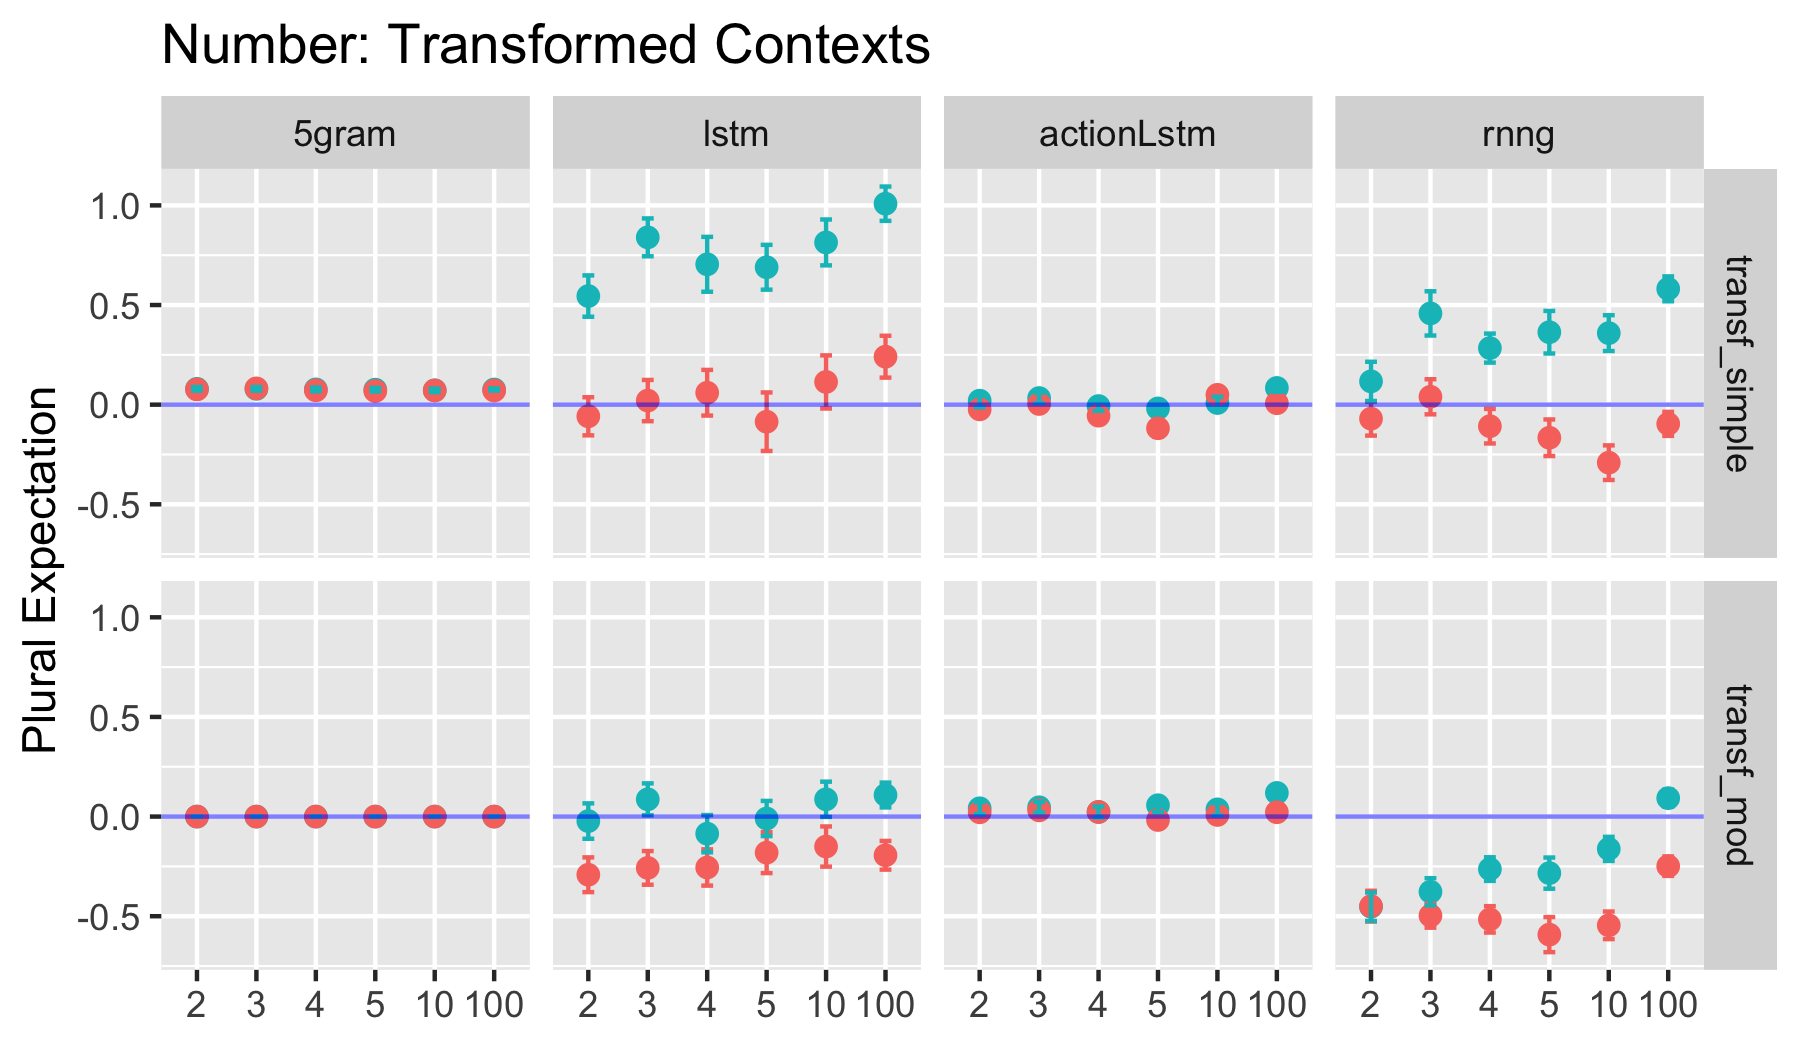 Number: Transformed Contexts
5gram lstm actionLstm rnng
Plural Expectation
1.0
0.5
0.0
-0.5
transf_simple
1.0
0.5
0.0
-0.5
transf_mod
2 3 4 5 10 100 2 3 4 5 10 100 2 3 4 5 10 100 2 3 4 5 10 100